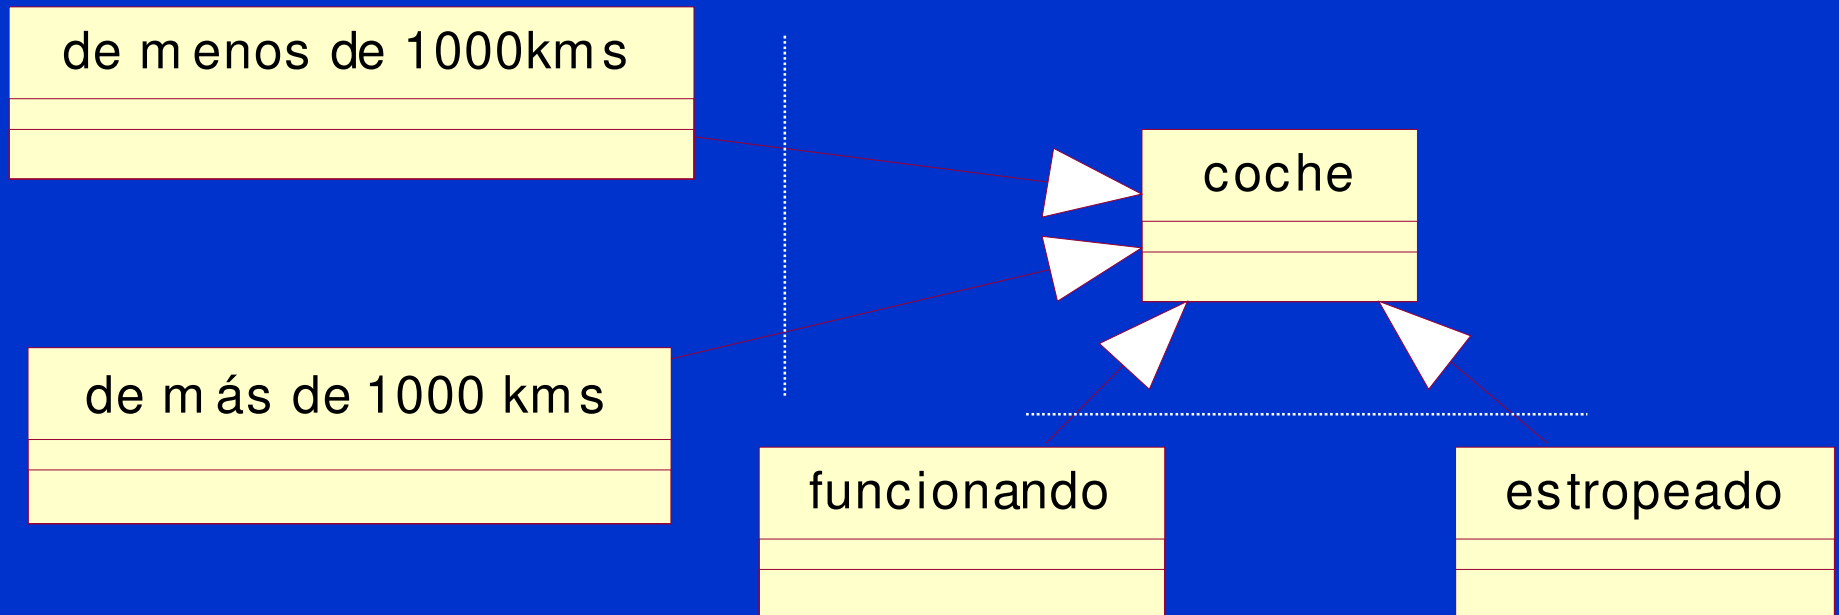 de menos de 1000kms
coche
de más de 1000 kms
funcionando
estropeado